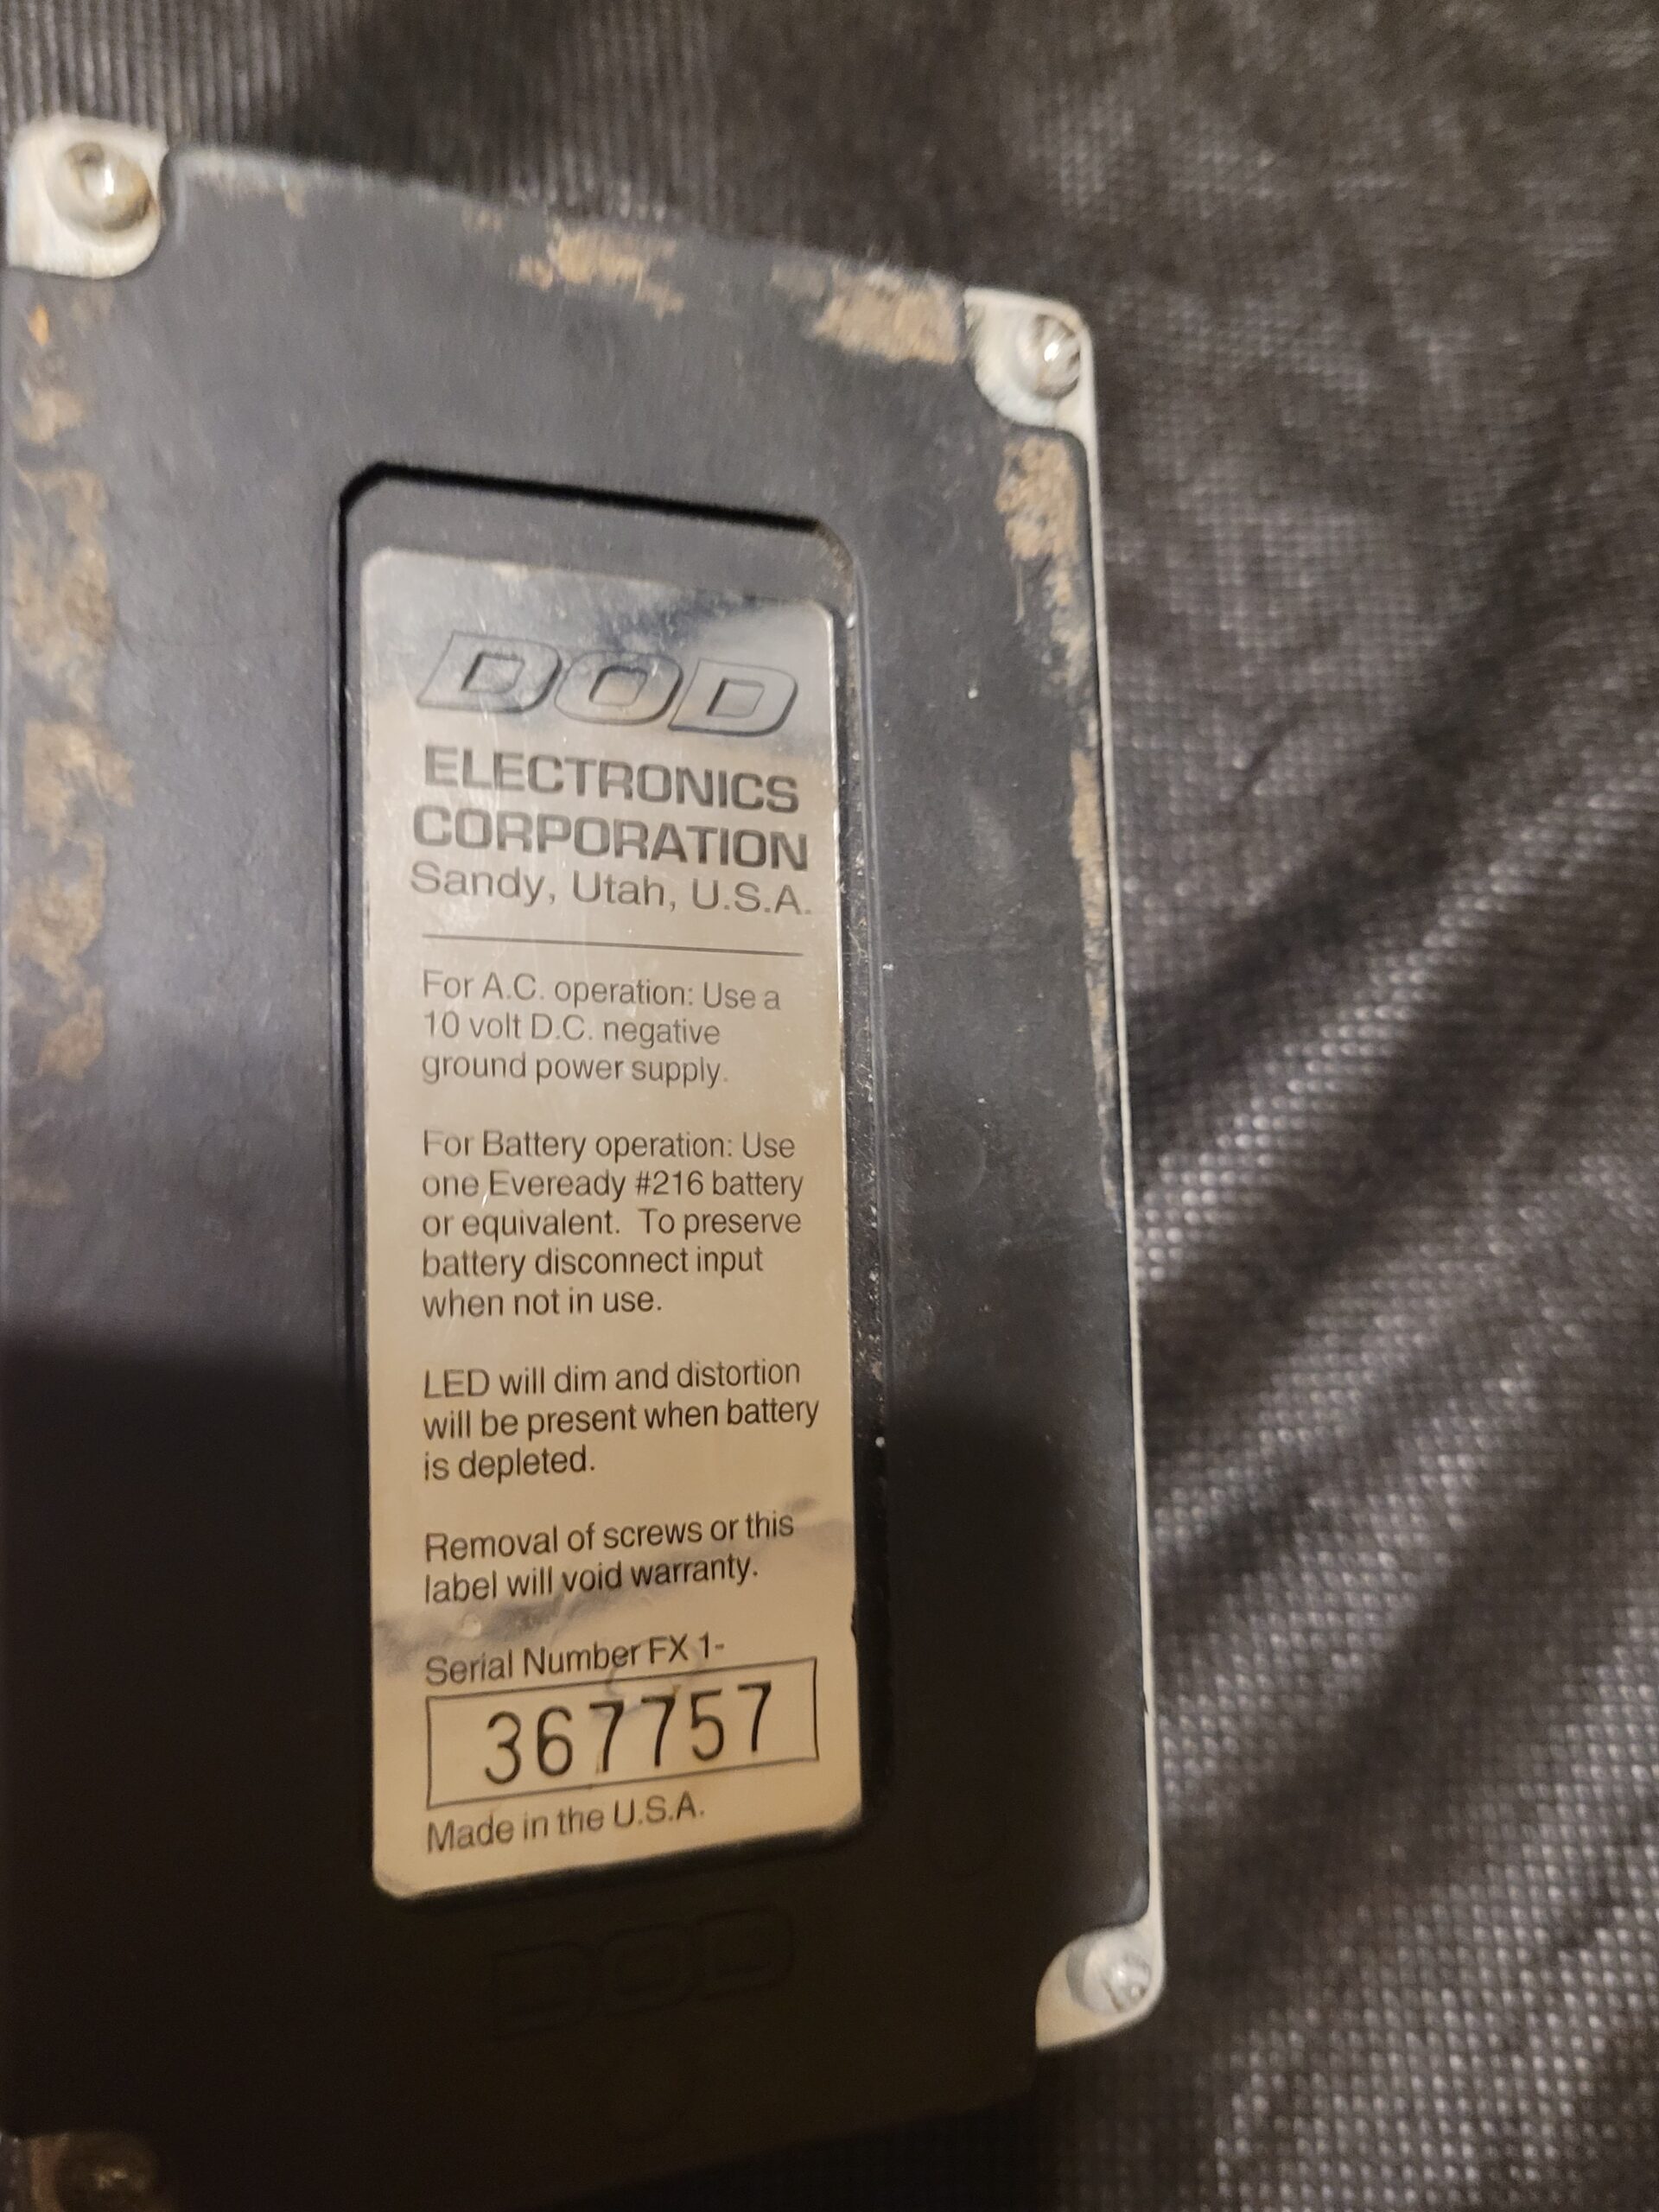 DOD
ELECTRONICS
CORPORATION
Sandy, Utah, U.S.A.
For A.C. operation: Use a
10 volt D.C. negative
ground power supply.
For Battery operation: Use
one Eveready #216 battery
or equivalent. To preserve
battery disconnect input
when not in use.
LED will dim and distortion
will be present when battery
is depleted.
Removal of screws or this
label will void warranty.
Serial Number FX 1-
367757
Made in the U.S.A.
DOD